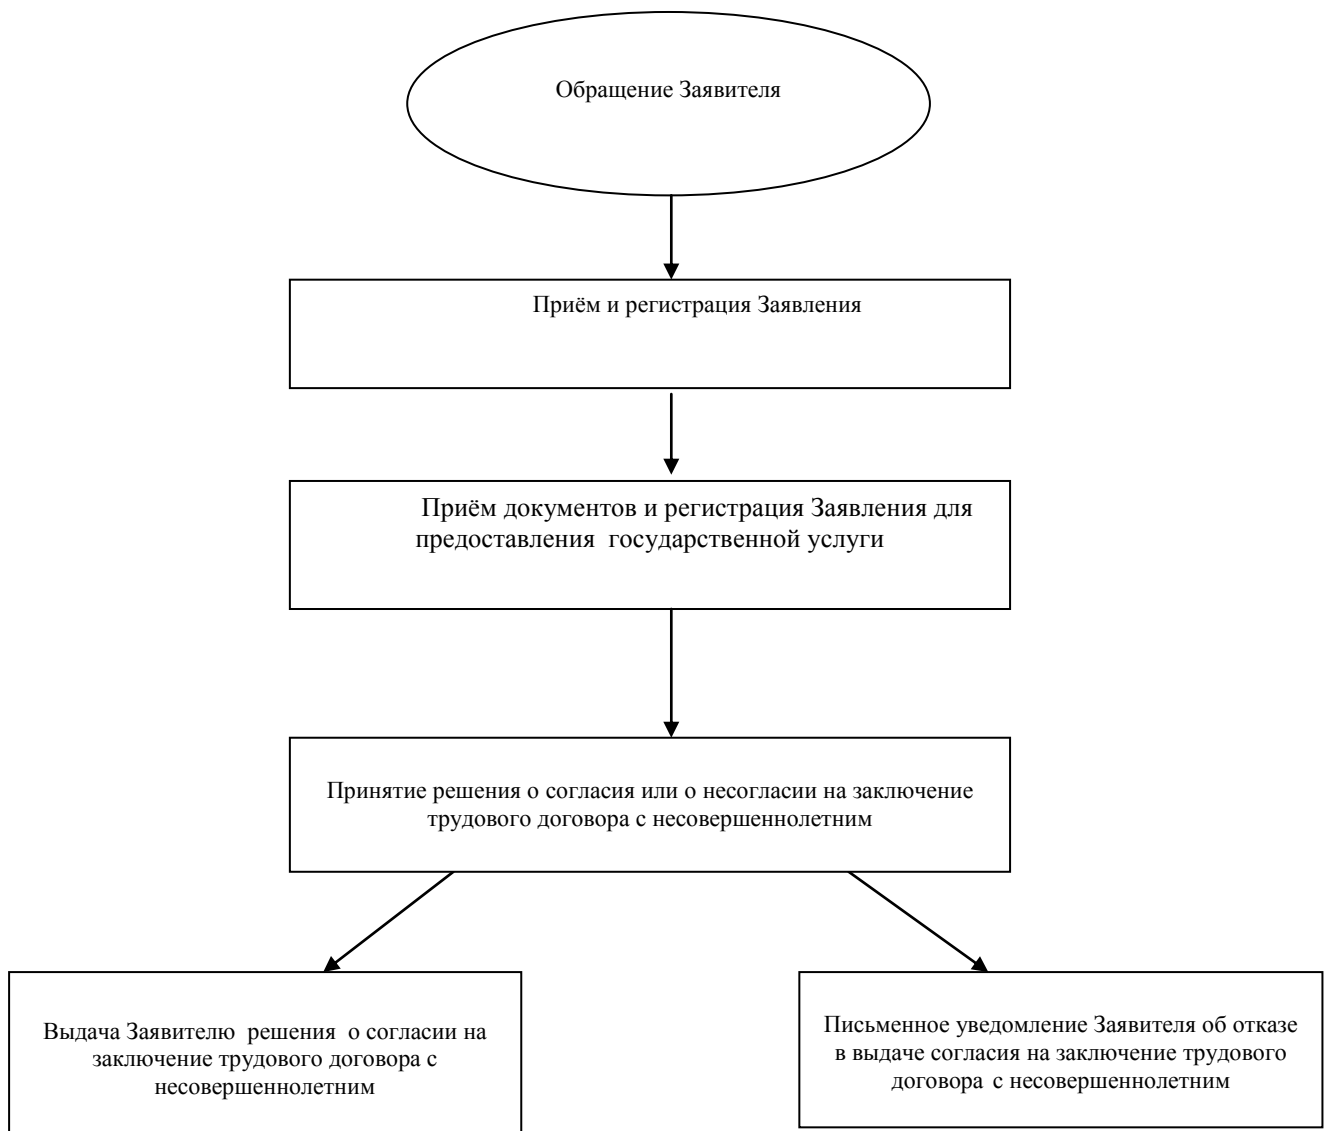 Обращение Заявителя
Приём и регистрация Заявления
Приём документов и регистрация Заявления для
предоставления государственной услуги
Принятие решения о согласия или о несогласии на заключение
трудового договора с несовершеннолетним
Выдача Заявителю решения о согласии на
заключение трудового договора с
несовершеннолетним
Письменное уведомление Заявителя об отказе
в выдаче согласия на заключение трудового
договора с несовершеннолетним